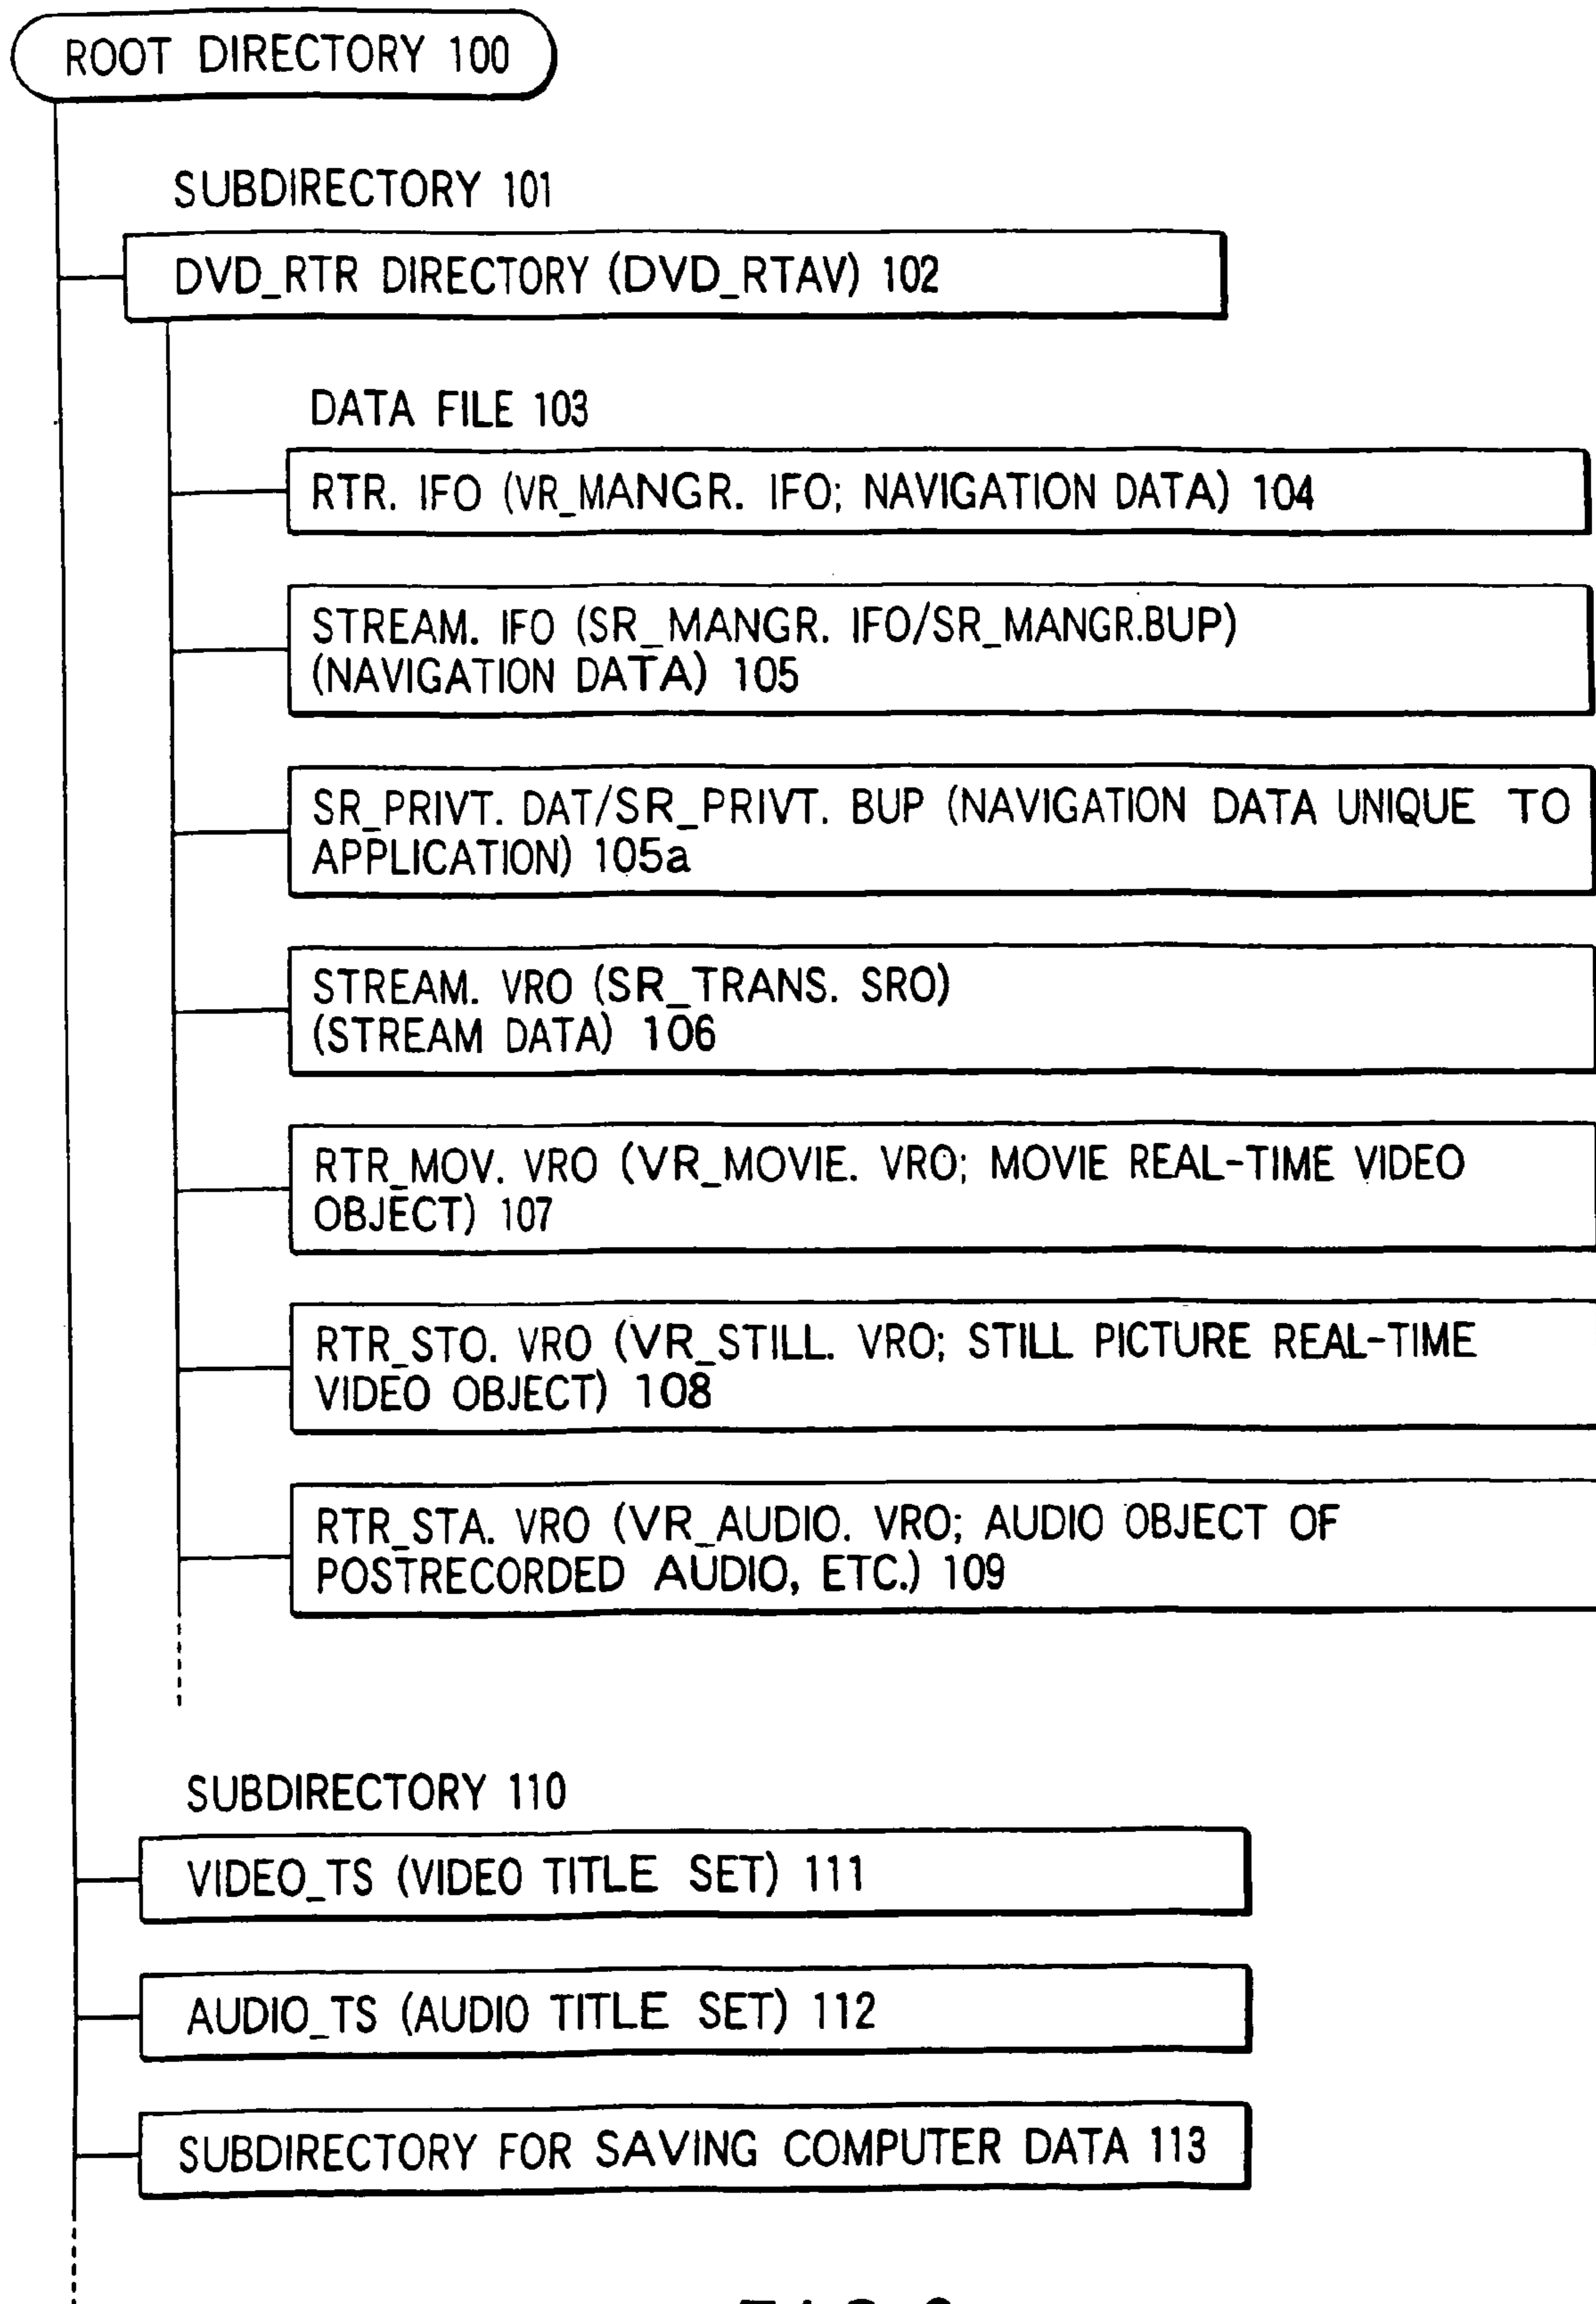 ROOT DIRECTORY 100
SUBDIRECTORY 101
DVD_RTR DIRECTORY (DVD_RTAV) 102
DATA FILE 103
RTR. IFO (VR_MANGR. IFO; NAVIGATION DATA) 104
STREAM. IFO (SR_MANGR. IFO/SR_MANGR.BUP)
(NAVIGATION DATA) 105
SR_PRIVT. DAT/SR_PRIVT. BUP (NAVIGATION DATA UNIQUE TO
APPLICATION) 105a
STREAM. VRO (SR_TRANS. SRO)
(STREAM DATA) 106
RTR_MOV. VRO (VR_MOVIE. VRO; MOVIE REAL-TIME VIDEO
OBJECT) 107
RTR_STO. VRO (VR_STILL. VRO; STILL PICTURE REAL-TIME
VIDEO OBJECT) 108
RTR_STA. VRO (VR_AUDIO. VRO; AUDIO OBJECT OF
POSTRECORDED AUDIO, ETC.) 109
SUBDIRECTORY 110
VIDEO_TS (VIDEO TITLE SET) 111
AUDIO_TS (AUDIO TITLE SET) 112
SUBDIRECTORY FOR SAVING COMPUTER DATA 113